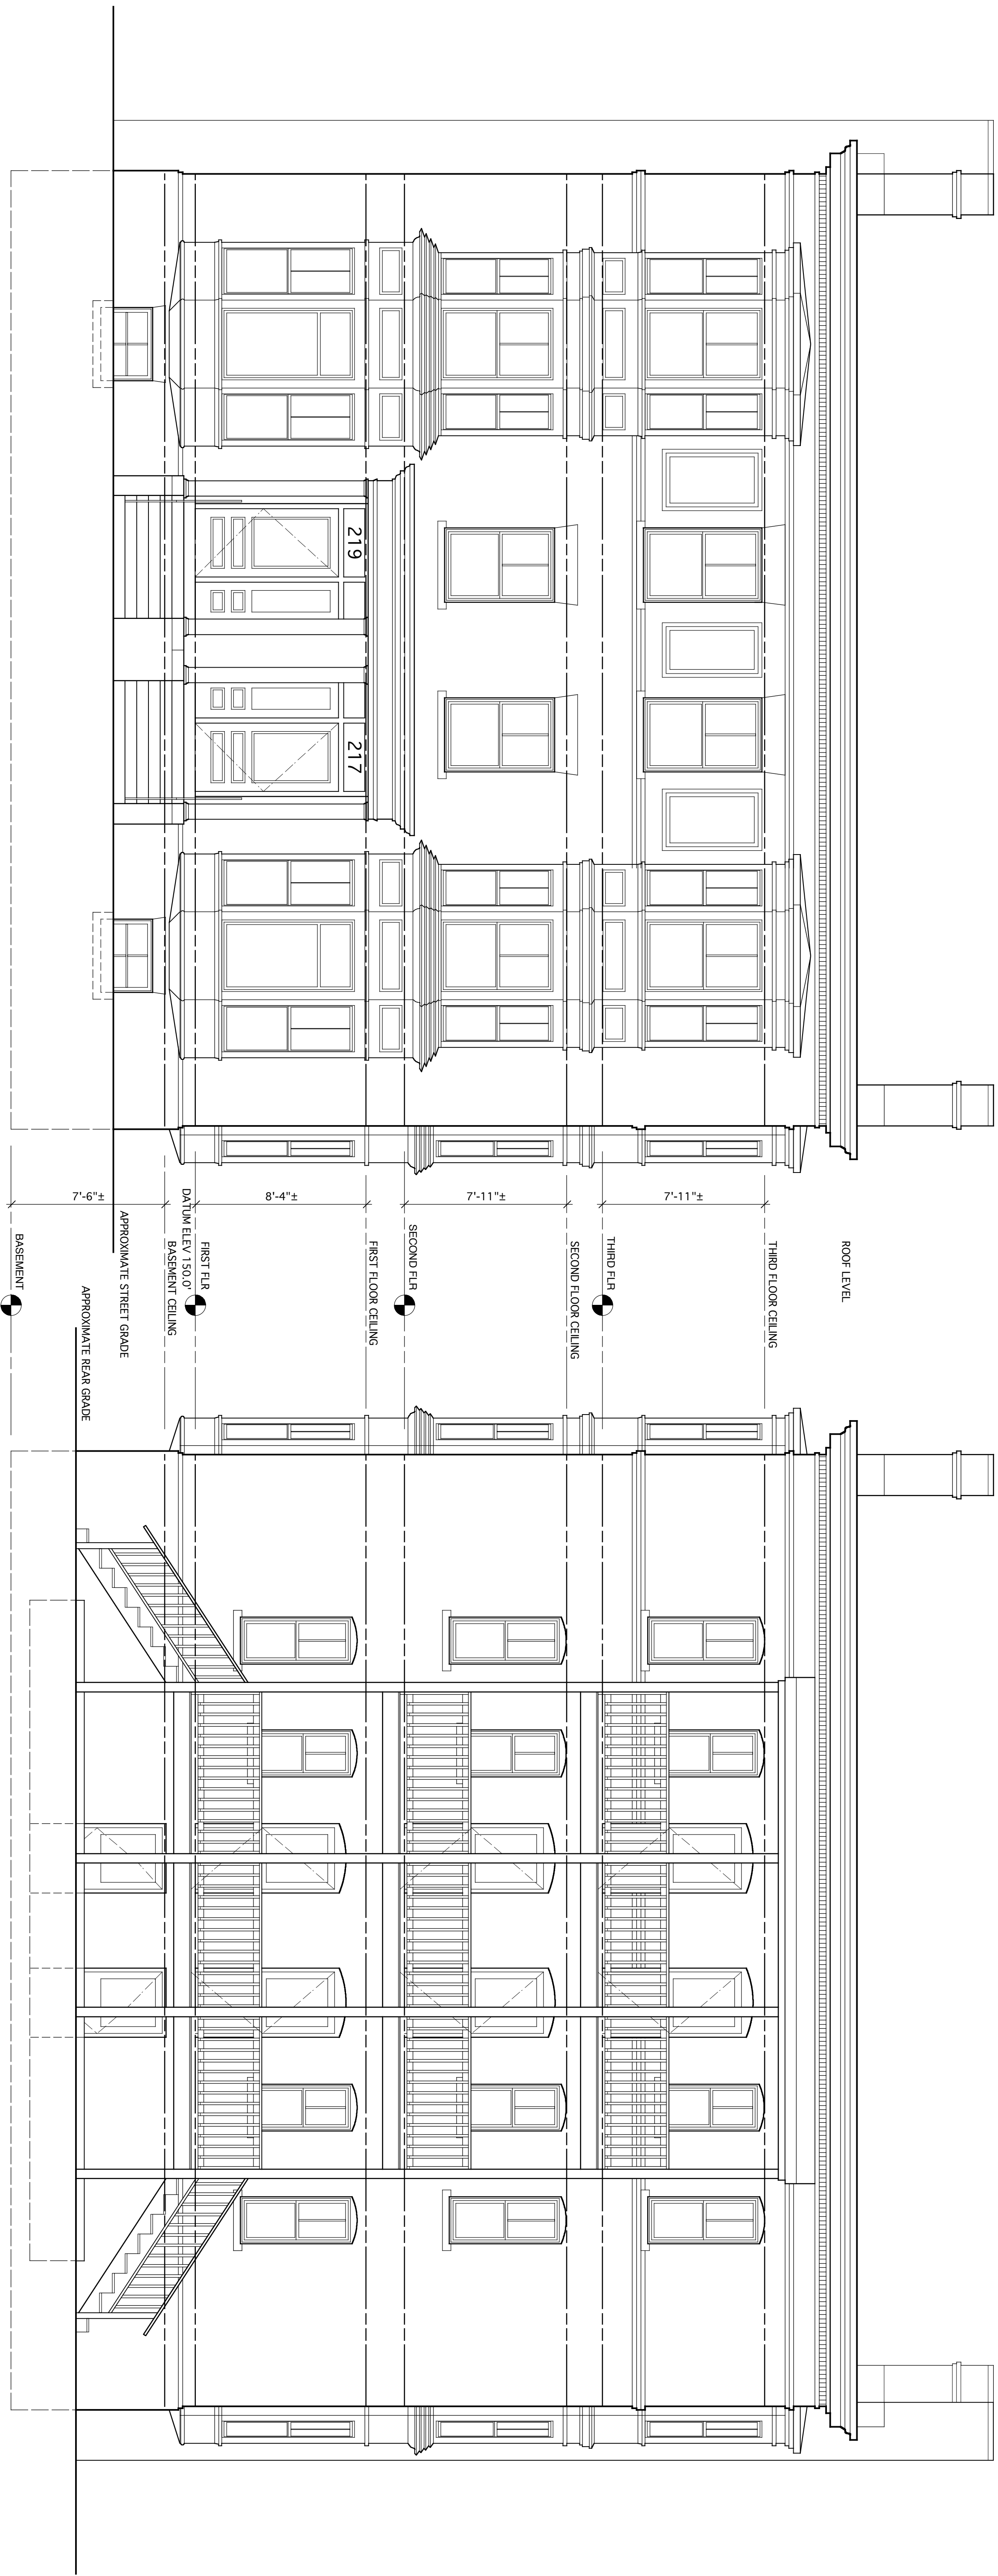 219
217
ROOF LEVEL
THIRD FLOOR CEILING
7'-11"±
THIRD FLR
SECOND FLOOR CEILING
7'-11"±
SECOND FLR
FIRST FLOOR CEILING
8'-4"±
FIRST FLR
DATUM ELEV 150.0'
BASEMENT CEILING
7'-6"±
APPROXIMATE STREET GRADE
APPROXIMATE REAR GRADE
BASEMENT